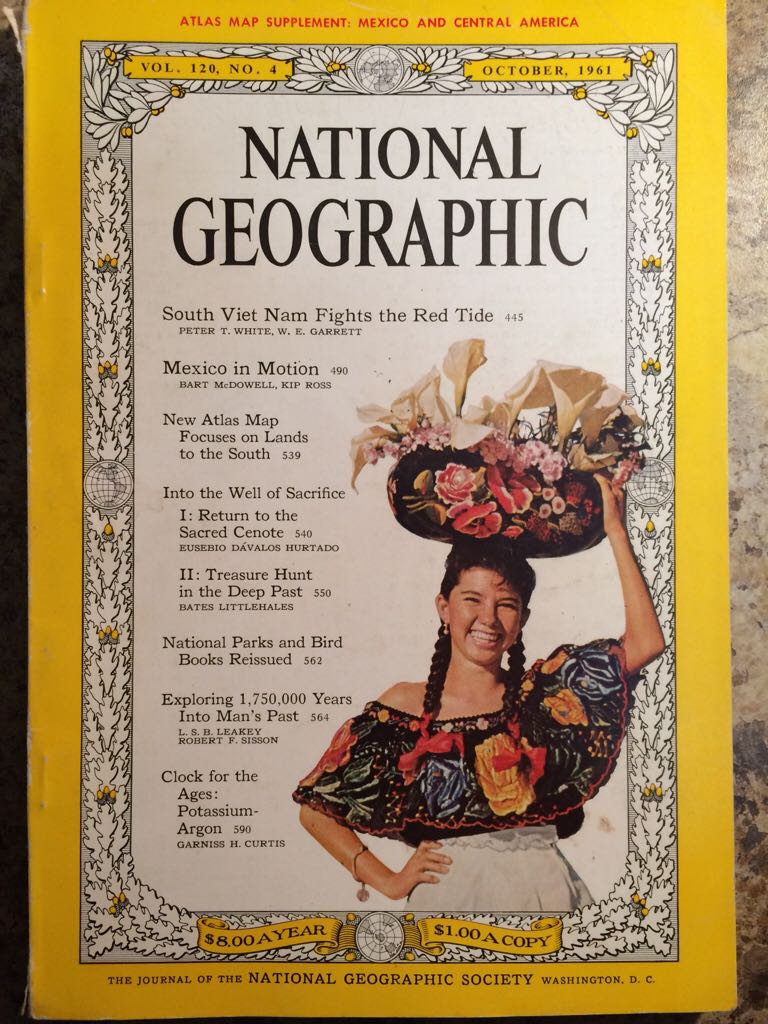 ATLAS MAP SUPPLEMENT: MEXICO AND CENTRAL AMERICA
VOL. 120, NO. 4
OCTOBER, 1961
NATIONAL
GEOGRAPHIC
South Viet Nam Fights the Red Tide 445
PETER T. WHITE, W. E. GARRETT
Mexico in Motion 490
BART McDOWELL, KIP ROSS
New Atlas Map
Focuses on Lands
to the South 539
Into the Well of Sacrifice
I: Return to the
Sacred Cenote 540
EUSEBIO DÁVALOS HURTADO
II: Treasure Hunt
in the Deep Past 550
BATES LITTLEHALES
National Parks and Bird
Books Reissued 562
Exploring 1,750,000 Years
Into Man's Past 564
L. S. B. LEAKEY
ROBERT F. SISSON
Clock for the
Ages:
Potassium-
Argon 590
GARNISS H. CURTIS
$8.00 A YEAR
$1.00 A COPY
THE JOURNAL OF THE NATIONAL GEOGRAPHIC SOCIETY WASHINGTON, D. C.